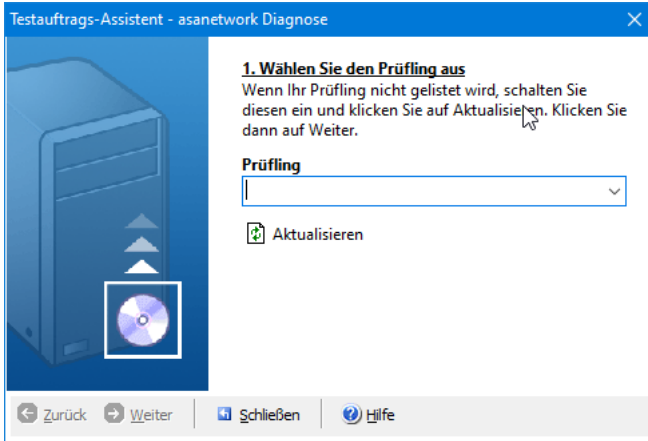 Testauftrags-Assistent - asanetwork Diagnose
1. Wählen Sie den Prüfling aus
Wenn Ihr Prüfling nicht gelistet wird, schalten Sie
diesen ein und klicken Sie auf Aktualisieren. Klicken Sie
dann auf Weiter.
Prüfling
Aktualisieren
Zurück Weiter Schließen Hilfe